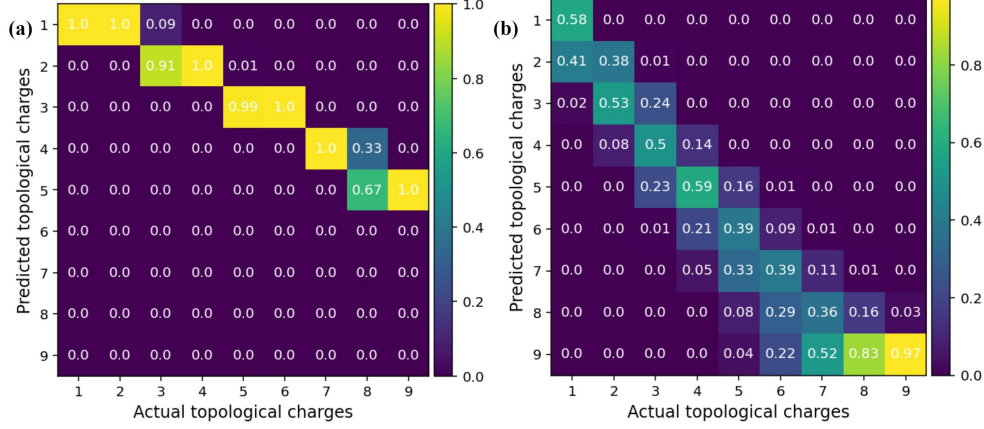 (a)
Predicted topological charges
1 1.0 1.0 0.09 0.0 0.0 0.0 0.0 0.0 0.0
2 0.0 0.0 0.91 1.0 0.01 0.0 0.0 0.0 0.0
3 0.0 0.0 0.0 0.0 0.99 1.0 0.0 0.0 0.0
4 0.0 0.0 0.0 0.0 0.0 0.0 1.0 0.33 0.0
5 0.0 0.0 0.0 0.0 0.0 0.0 0.0 0.67 1.0
6 0.0 0.0 0.0 0.0 0.0 0.0 0.0 0.0 0.0
7 0.0 0.0 0.0 0.0 0.0 0.0 0.0 0.0 0.0
8 0.0 0.0 0.0 0.0 0.0 0.0 0.0 0.0 0.0
9 0.0 0.0 0.0 0.0 0.0 0.0 0.0 0.0 0.0
1 2 3 4 5 6 7 8 9
Actual topological charges
1.0
0.8
0.6
0.4
0.2
0.0
(b)
Predicted topological charges
1 0.58 0.0 0.0 0.0 0.0 0.0 0.0 0.0 0.0
2 0.41 0.38 0.01 0.0 0.0 0.0 0.0 0.0 0.0
3 0.02 0.53 0.24 0.0 0.0 0.0 0.0 0.0 0.0
4 0.0 0.08 0.5 0.14 0.0 0.0 0.0 0.0 0.0
5 0.0 0.0 0.23 0.59 0.16 0.01 0.0 0.0 0.0
6 0.0 0.0 0.01 0.21 0.39 0.09 0.01 0.0 0.0
7 0.0 0.0 0.0 0.05 0.33 0.39 0.11 0.01 0.0
8 0.0 0.0 0.0 0.0 0.08 0.29 0.36 0.16 0.03
9 0.0 0.0 0.0 0.0 0.04 0.22 0.52 0.83 0.97
1 2 3 4 5 6 7 8 9
Actual topological charges
0.8
0.6
0.4
0.2
0.0